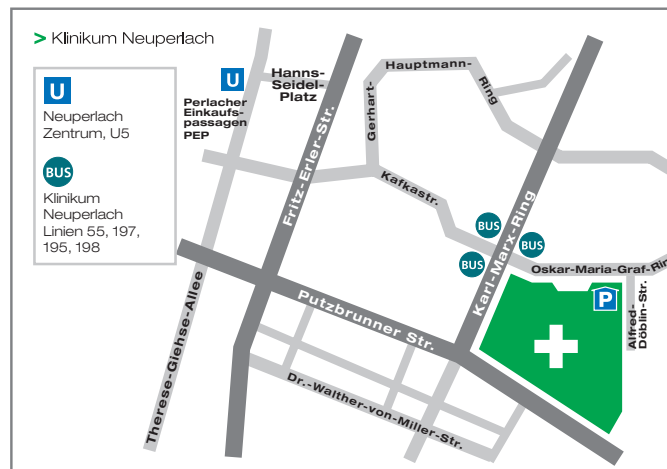 > Klinikum Neuperlach
U
Neuperlach
Zentrum, U5
BUS
Klinikum
Neuperlach
Linien 55, 197,
195, 198
U
Perlacher
Einkaufs-
passagen
PEP
Hanns-
Seidel-
Platz
Fritz-Erler-Str.
Gerhart-
Hauptmann-
Ring
Kafkastr.
Karl-Marx-Ring
BUS
BUS
BUS
Oskar-Maria-Graf-Rin
P
Alfred-
Döblin-Str.
Putzbrunner Str.
Dr.-Walther-von-Miller-Str.
Therese-Giehse-Allee